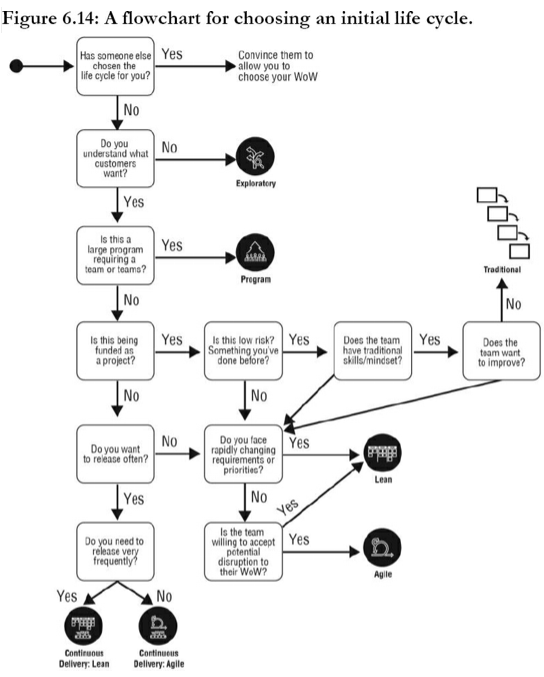 Figure 6.14: A flowchart for choosing an initial life cycle.
Has someone else
chosen the
life cycle for you?
Yes
Convince them to
allow you to
choose your WoW
No
Do you
understand what
customers
want?
No
Exploratory
Yes
Is this a
large program
requiring a
team or teams?
Yes
Program
No
Traditional
No
Is this being
funded as
a project?
Yes
Is this low risk?
Something you've
done before?
Yes
Does the team
have traditional
skills/mindset?
Yes
Does the
team want
to improve?
No
No
Do you want
to release often?
No
Do you face
rapidly changing
requirements or
priorities?
Yes
Lean
Yes
No
Yes
Do you need to
release very
frequently?
Is the team
willing to accept
potential
disruption to
their WoW?
Yes
Agile
Yes
No
Continuous
Delivery: Lean
Continuous
Delivery: Agile